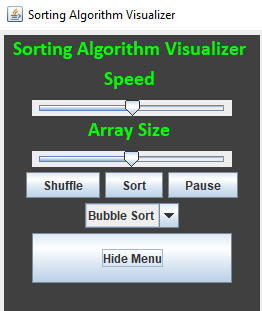 Sorting Algorithm Visualizer
Sorting Algorithm Visualizer
Speed
Array Size
Shuffle Sort Pause
Bubble Sort
Hide Menu